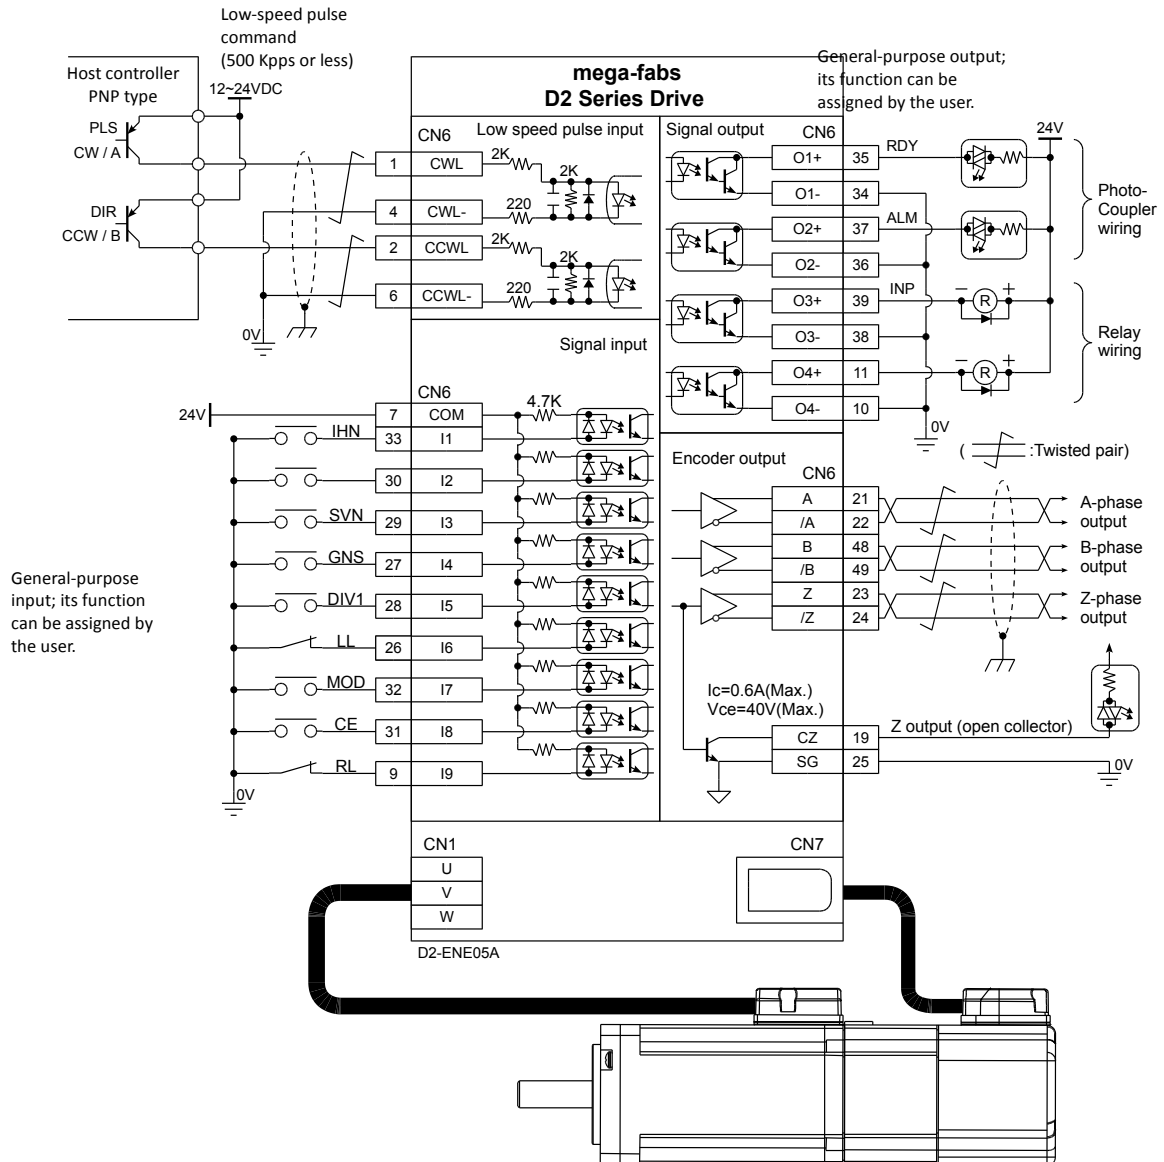 Low-speed pulse
command
(500 Kpps or less)
Host controller
PNP type
12~24VDC
PLS
CW / A
DIR
CCW / B
0V
mega-fabs
D2 Series Drive
General-purpose output;
its function can be
assigned by the user.
CN6
Low speed pulse input
1 CWL 2K
2K
4 CWL- 220
2 CCWL 2K
2K
6 CCWL- 220
Signal output
CN6
24V
O1+ 35 RDY
O1- 34
O2+ 37 ALM
O2- 36
O3+ 39 INP
O3- 38
O4+ 11
O4- 10
0V
Photo-
Coupler
wiring
R
Relay
wiring
R
Signal input
CN6
24V 7 COM 4.7K
IHN 33 I1
30 I2
SVN 29 I3
GNS 27 I4
DIV1 28 I5
LL 26 I6
MOD 32 I7
CE 31 I8
RL 9 I9
0V
General-purpose
input; its function
can be assigned by
the user.
( :Twisted pair)
Encoder output
CN6
A 21
/A 22
A-phase
output
B 48
/B 49
B-phase
output
Z 23
/Z 24
Z-phase
output
Ic=0.6A(Max.)
Vce=40V(Max.)
CZ 19 Z output (open collector)
SG 25
0V
CN1
U
V
W
CN7
D2-ENE05A